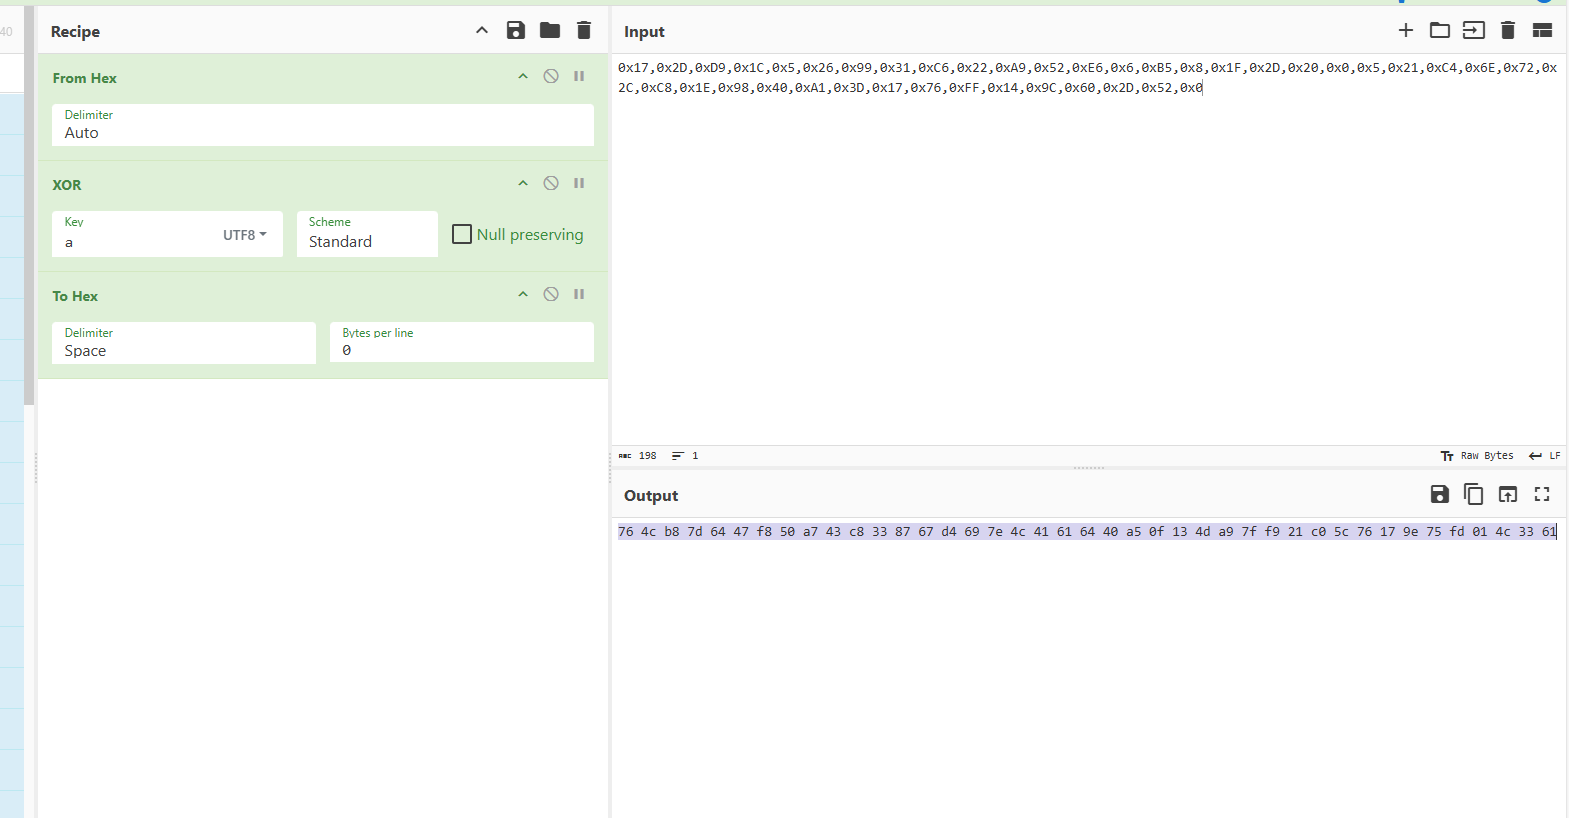 40
Recipe
From Hex
Delimiter
Auto
XOR
Key
a
UTF8
Scheme
Standard
Null preserving
To Hex
Delimiter
Space
Bytes per line
0
Input
0x17,0x2D,0xD9,0x1C,0x5,0x26,0x99,0x31,0xC6,0x22,0xA9,0x52,0xE6,0x6,0xB5,0x8,0x1F,0x2D,0x20,0x0,0x5,0x21,0xC4,0x6E,0x72,0x
2C,0xC8,0x1E,0x98,0x40,0xA1,0x3D,0x17,0x76,0xFF,0x14,0x9C,0x60,0x2D,0x52,0x0
ABC 198 1
Tт Raw Bytes LF
Output
76 4c b8 7d 64 47 f8 50 a7 43 c8 33 87 67 d4 69 7e 4c 41 61 64 40 a5 0f 13 4d a9 7f f9 21 c0 5c 76 17 9e 75 fd 01 4c 33 61